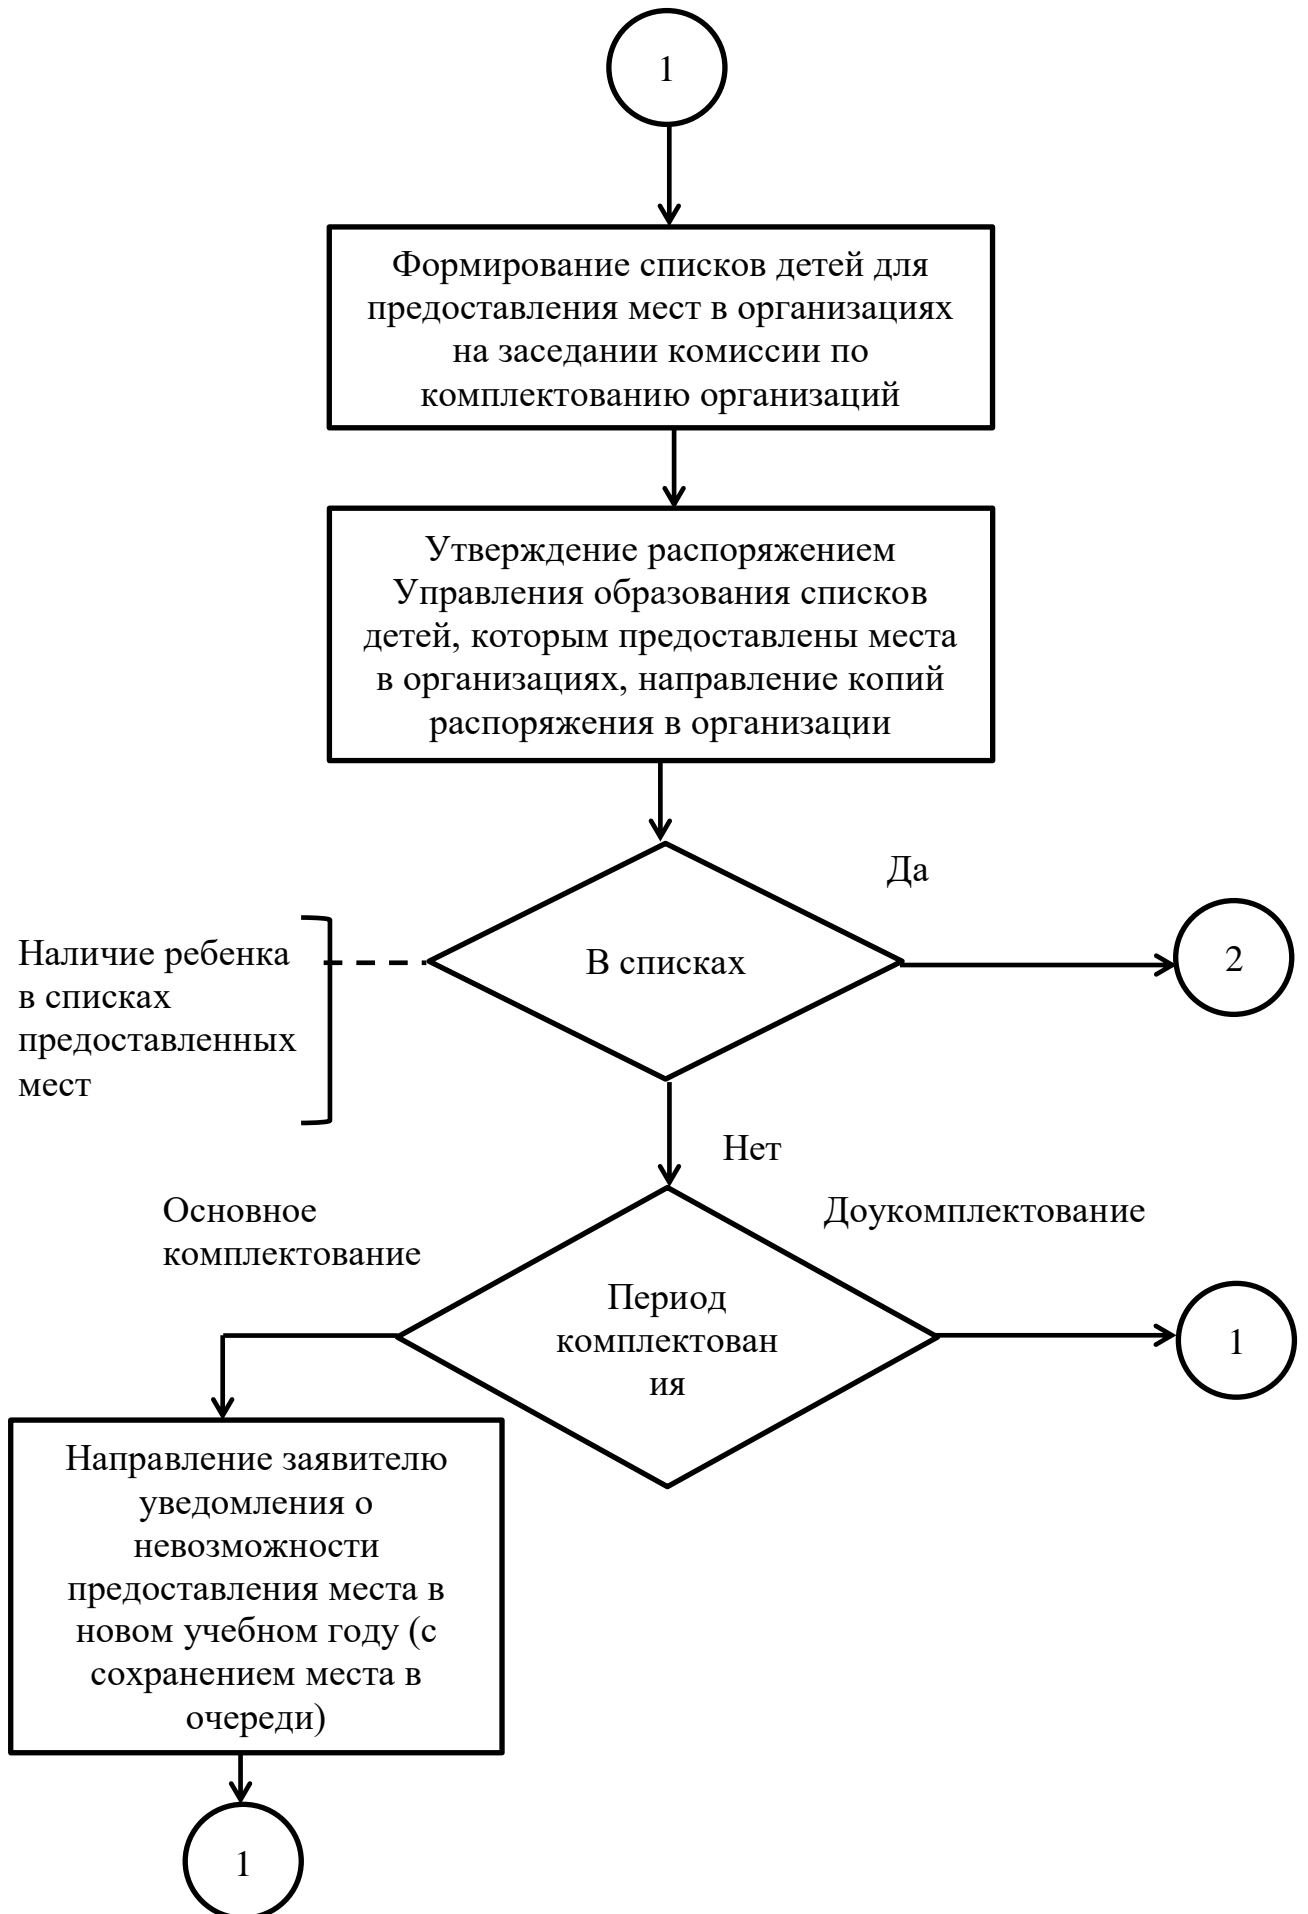 1
Формирование списков детей для
предоставления мест в организациях
на заседании комиссии по
комплектованию организаций
Утверждение распоряжением
Управления образования списков
детей, которым предоставлены места
в организациях, направление копий
распоряжения в организации
Да
Наличие ребенка
в списках
предоставленных
мест
В списках
2
Нет
Основное
комплектование
Доукомплектование
Период
комплектован
ия
1
Направление заявителю
уведомления о
невозможности
предоставления места в
новом учебном году (с
сохранением места в
очереди)
1